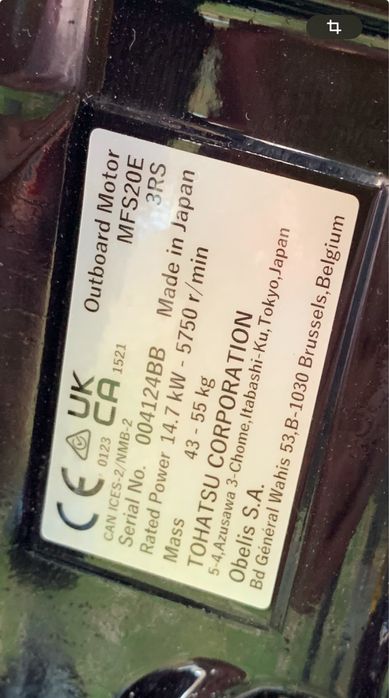 CE UK CA Outboard Motor
0123 1521 MFS20E
CAN ICES-2/NMB-2 3RS
Serial No. 004124BB Made in Japan
Rated Power 14.7 kW - 5750 r/min
Mass 43 - 55 kg
TOHATSU CORPORATION
5-4,Azusawa 3-Chome,Itabashi-Ku,Tokyo,Japan
Obelis S.A.
Bd Général Wahis 53,B-1030 Brussels,Belgium